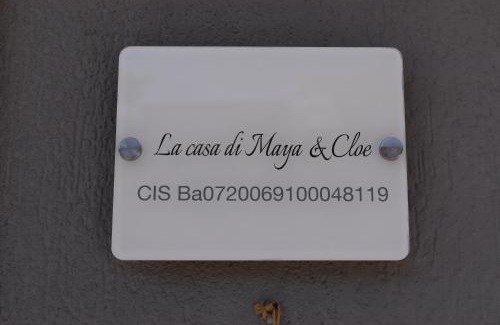 La casa di Maya & Cloe
CIS Ba0720069100048119